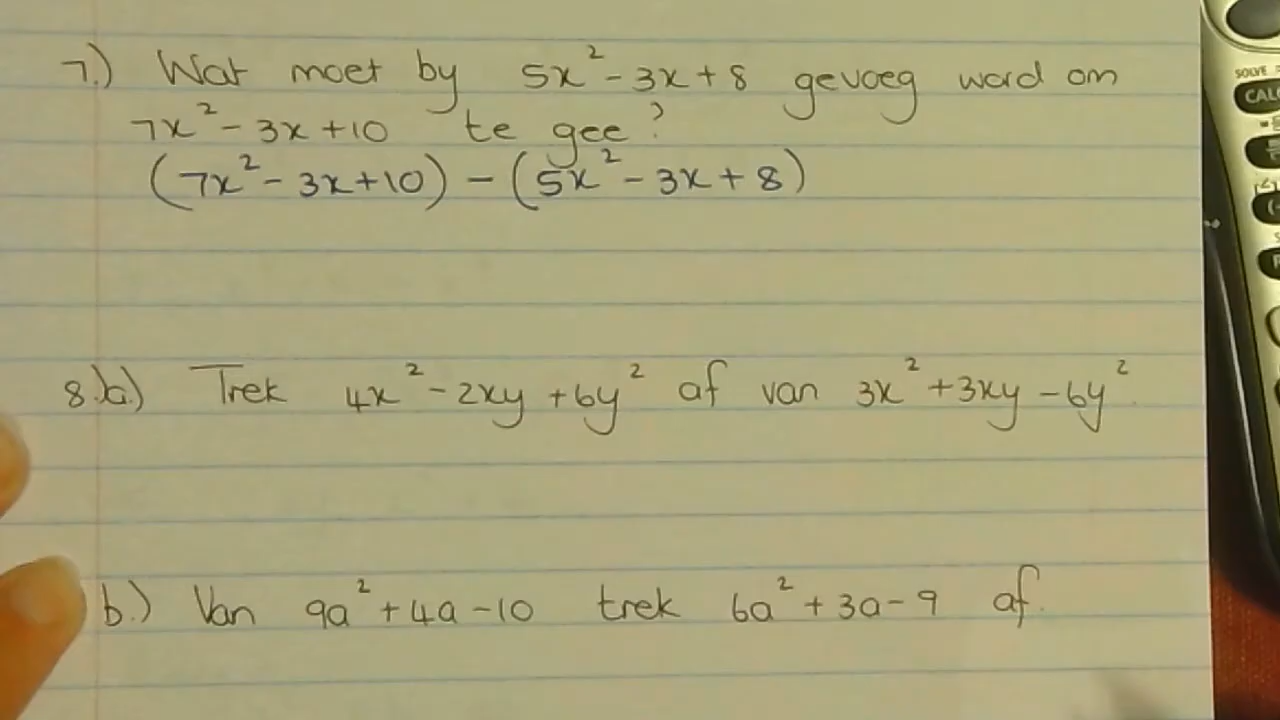 7.) Wat moet by 5x² - 3x + 8 gevoeg word om
7x² - 3x + 10 te gee?
(7x² - 3x + 10) - (5x² - 3x + 8)
8.)a.) Trek 4x² - 2xy + 6y² af van 3x² + 3xy - 6y².
b.) Van 9a² + 4a - 10 trek 6a² + 3a - 9 af.
SOLVE =
CALC